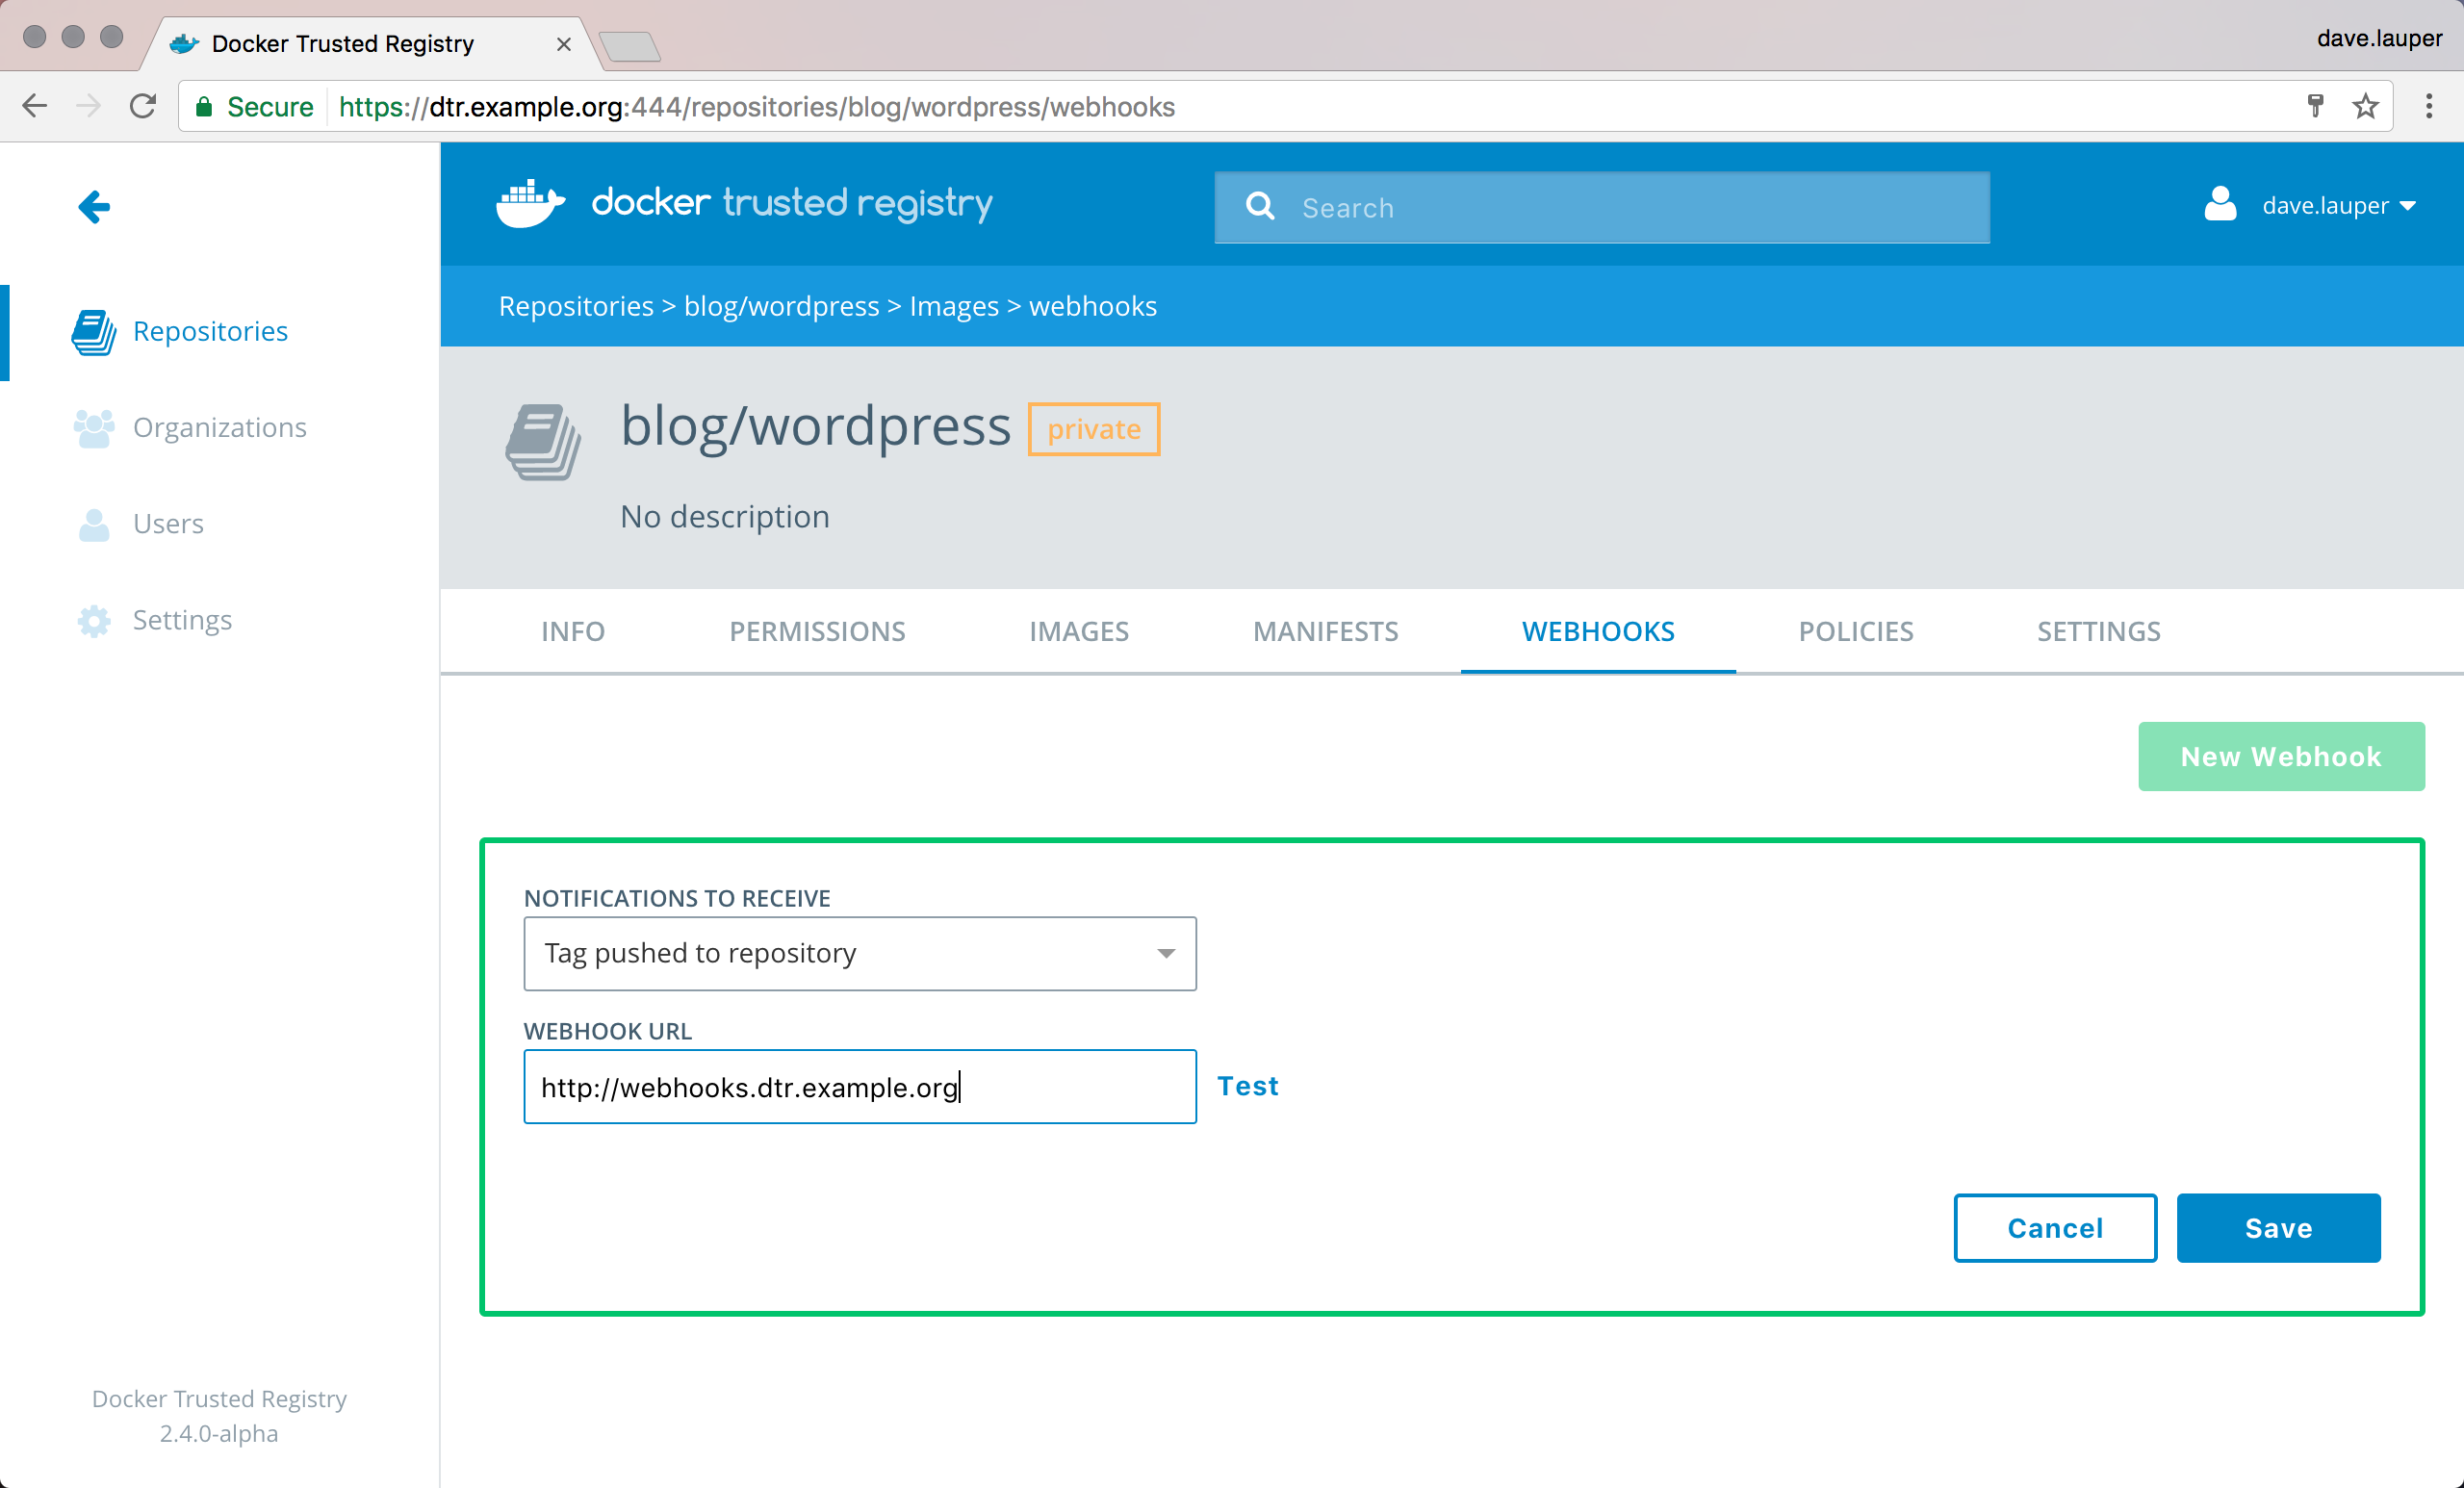 Docker Trusted Registry
dave.lauper
Secure https://dtr.example.org:444/repositories/blog/wordpress/webhooks
docker trusted registry
Search
dave.lauper
Repositories > blog/wordpress > Images > webhooks
Repositories
Organizations
Users
Settings
blog/wordpress private
No description
INFO PERMISSIONS IMAGES MANIFESTS WEBHOOKS POLICIES SETTINGS
New Webhook
NOTIFICATIONS TO RECEIVE
Tag pushed to repository
WEBHOOK URL
http://webhooks.dtr.example.org Test
Cancel Save
Docker Trusted Registry
2.4.0-alpha